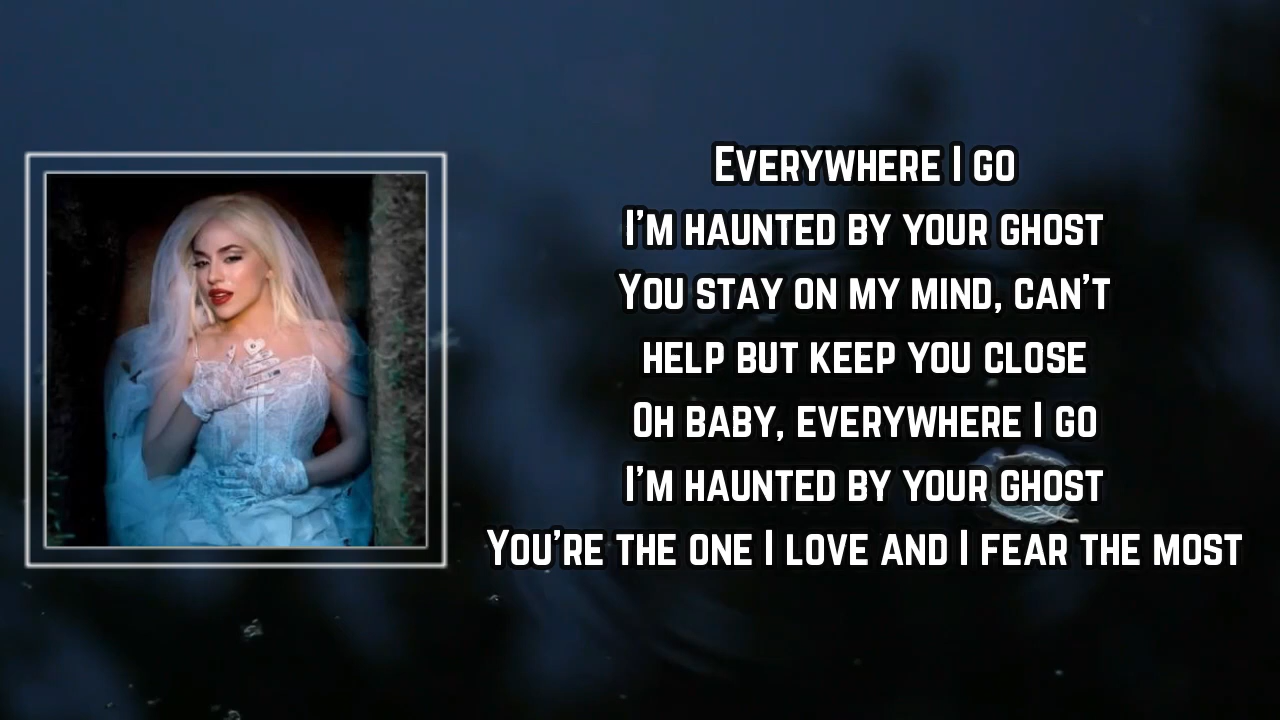 Everywhere I go
I'm haunted by your ghost
You stay on my mind, can't
help but keep you close
Oh baby, everywhere I go
I'm haunted by your ghost
You're the one I love and I fear the most